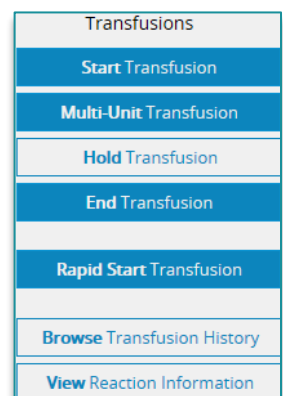 Transfusions
Start Transfusion
Multi-Unit Transfusion
Hold Transfusion
End Transfusion
Rapid Start Transfusion
Browse Transfusion History
View Reaction Information